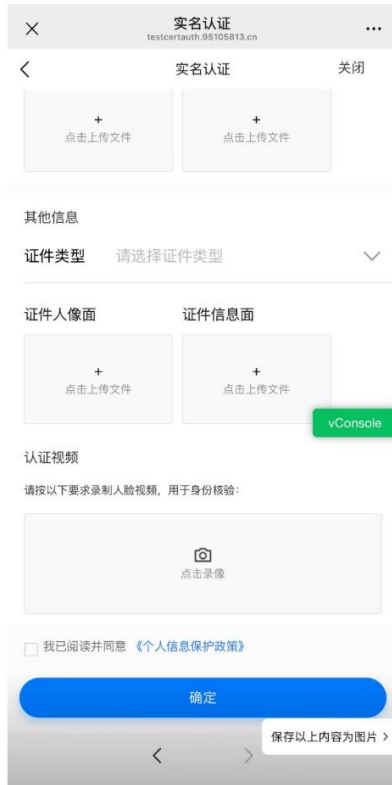 实名认证
testcertauth.95105813.cn
实名认证 关闭
+ +
点击上传文件 点击上传文件
其他信息
证件类型 请选择证件类型
证件人像面 证件信息面
+ +
点击上传文件 点击上传文件
vConsole
认证视频
请按以下要求录制人脸视频，用于身份核验：
点击录像
我已阅读并同意 《个人信息保护政策》
确定
保存以上内容为图片 >